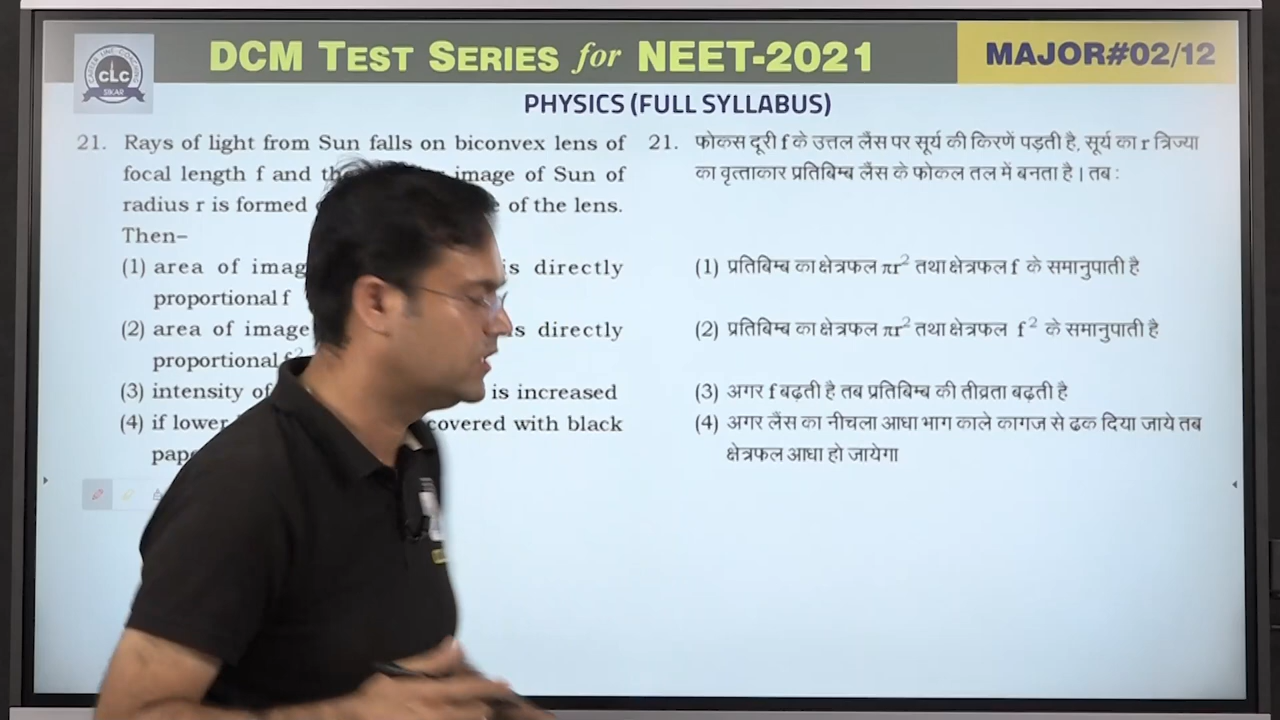 DCM TEST SERIES for NEET-2021
MAJOR#02/12
CLC
SIKAR
PHYSICS (FULL SYLLABUS)
21. Rays of light from Sun falls on biconvex lens of
focal length f and image of Sun of
radius r is formed of the lens.
Then–
(1) area of is directly
proportional f
(2) area of image is directly
proportional
(3) intensity of is increased
(4) if lower covered with black
21. फोकस दूरी f के उत्तल लैंस पर सूर्य की किरणें पड़ती है, सूर्य का r त्रिज्या
का वृत्ताकार प्रतिबिम्ब लैंस के फोकल तल में बनता है। तब :
(1) प्रतिबिम्ब का क्षेत्रफल πr² तथा क्षेत्रफल f के समानुपाती है
(2) प्रतिबिम्ब का क्षेत्रफल πr² तथा क्षेत्रफल f² के समानुपाती है
(3) अगर f बढ़ती है तब प्रतिबिम्ब की तीव्रता बढ़ती है
(4) अगर लैंस का नीचला आधा भाग काले कागज से ढक दिया जाये तब
क्षेत्रफल आधा हो जायेगा